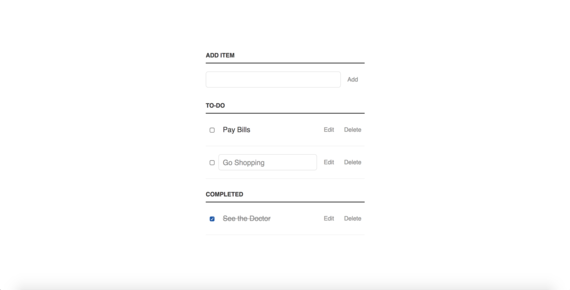 ADD ITEM
Add
TO-DO
Pay Bills Edit Delete
Go Shopping Edit Delete
COMPLETED
See the Doctor Edit Delete